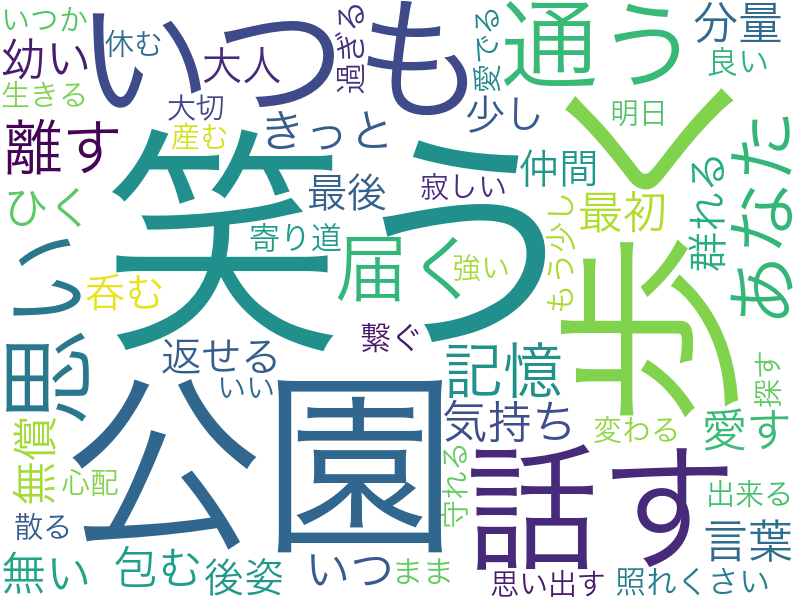 いつか
休む
いつも
過ぎる
愛でる
通う
分量
幼い
大人
良い
生きる
大切
産む
きっと
少し
明日
離す
笑う
歩く
あなた
仲間
最後
寂しい
群れる
ひく
最初
もう少し
思い
寄り道
届く
強い
呑む
繋ぐ
返せる
いい
記憶
探す
公園
気持ち
変わる
愛す
無償
心配
守れる
話す
出来る
散る
言葉
無い
包む
後姿
いつ
まま
思い出す
照れくさい